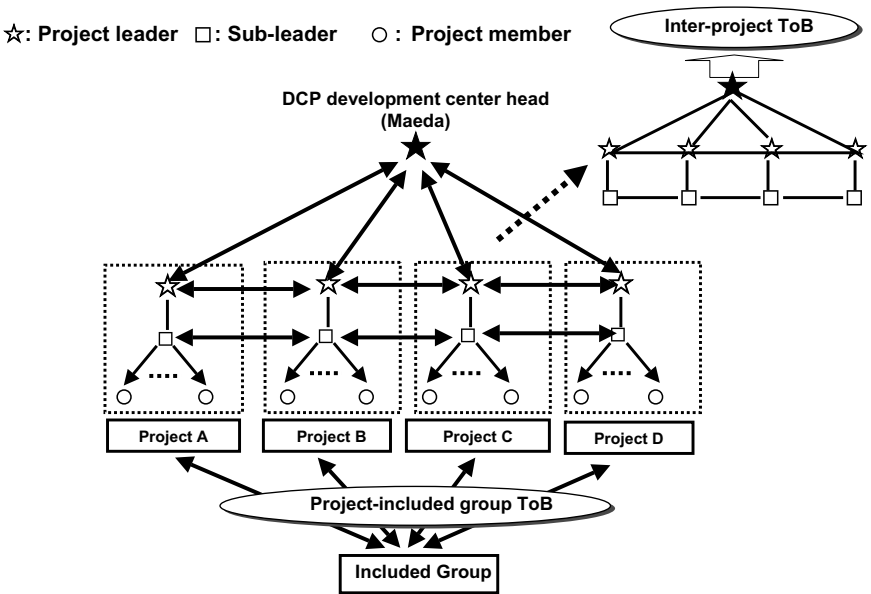 ☆: Project leader □: Sub-leader ○ : Project member
Inter-project ToB
DCP development center head
(Maeda)
Project A
Project B
Project C
Project D
Project-included group ToB
Included Group